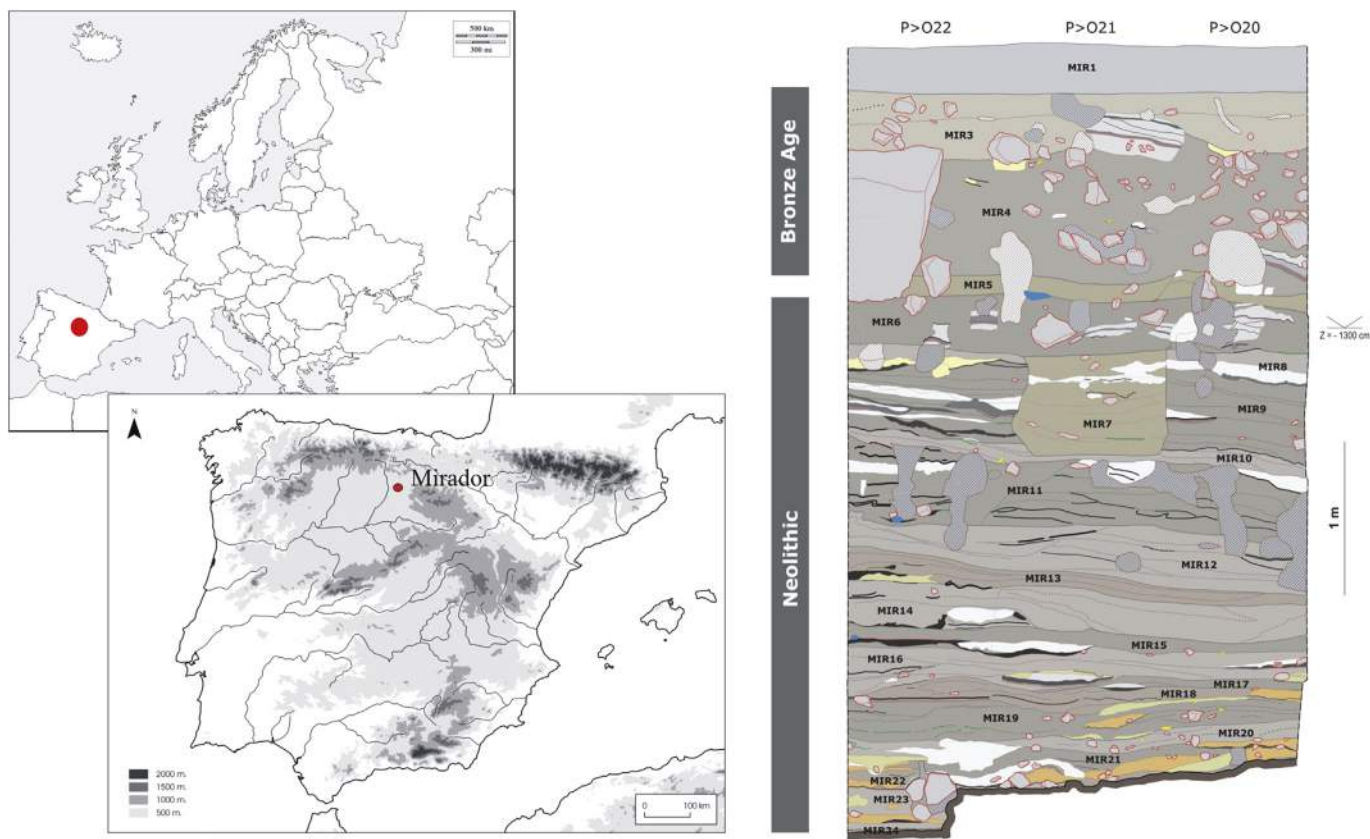 500 km
300 mi
N
Mirador
2000 m.
1500 m.
1000 m.
500 m.
0 100 km
P>O22 P>O21 P>O20
Bronze Age
Neolithic
MIR1
MIR3
MIR4
MIR5
MIR6
Z = - 1300 cm
MIR8
MIR9
MIR7
MIR10
MIR11
1 m
MIR12
MIR13
MIR14
MIR15
MIR16
MIR17
MIR18
MIR19
MIR20
MIR21
MIR22
MIR23
MIR24